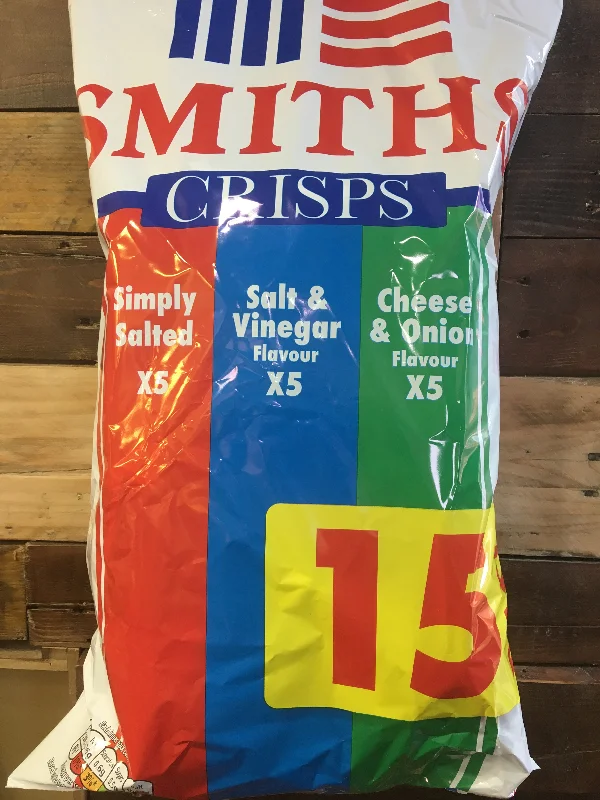 SMITHS
CRISPS
Simply
Salted
X5
Salt &
Vinegar
Flavour
X5
Cheese
& Onion
Flavour
X5
15